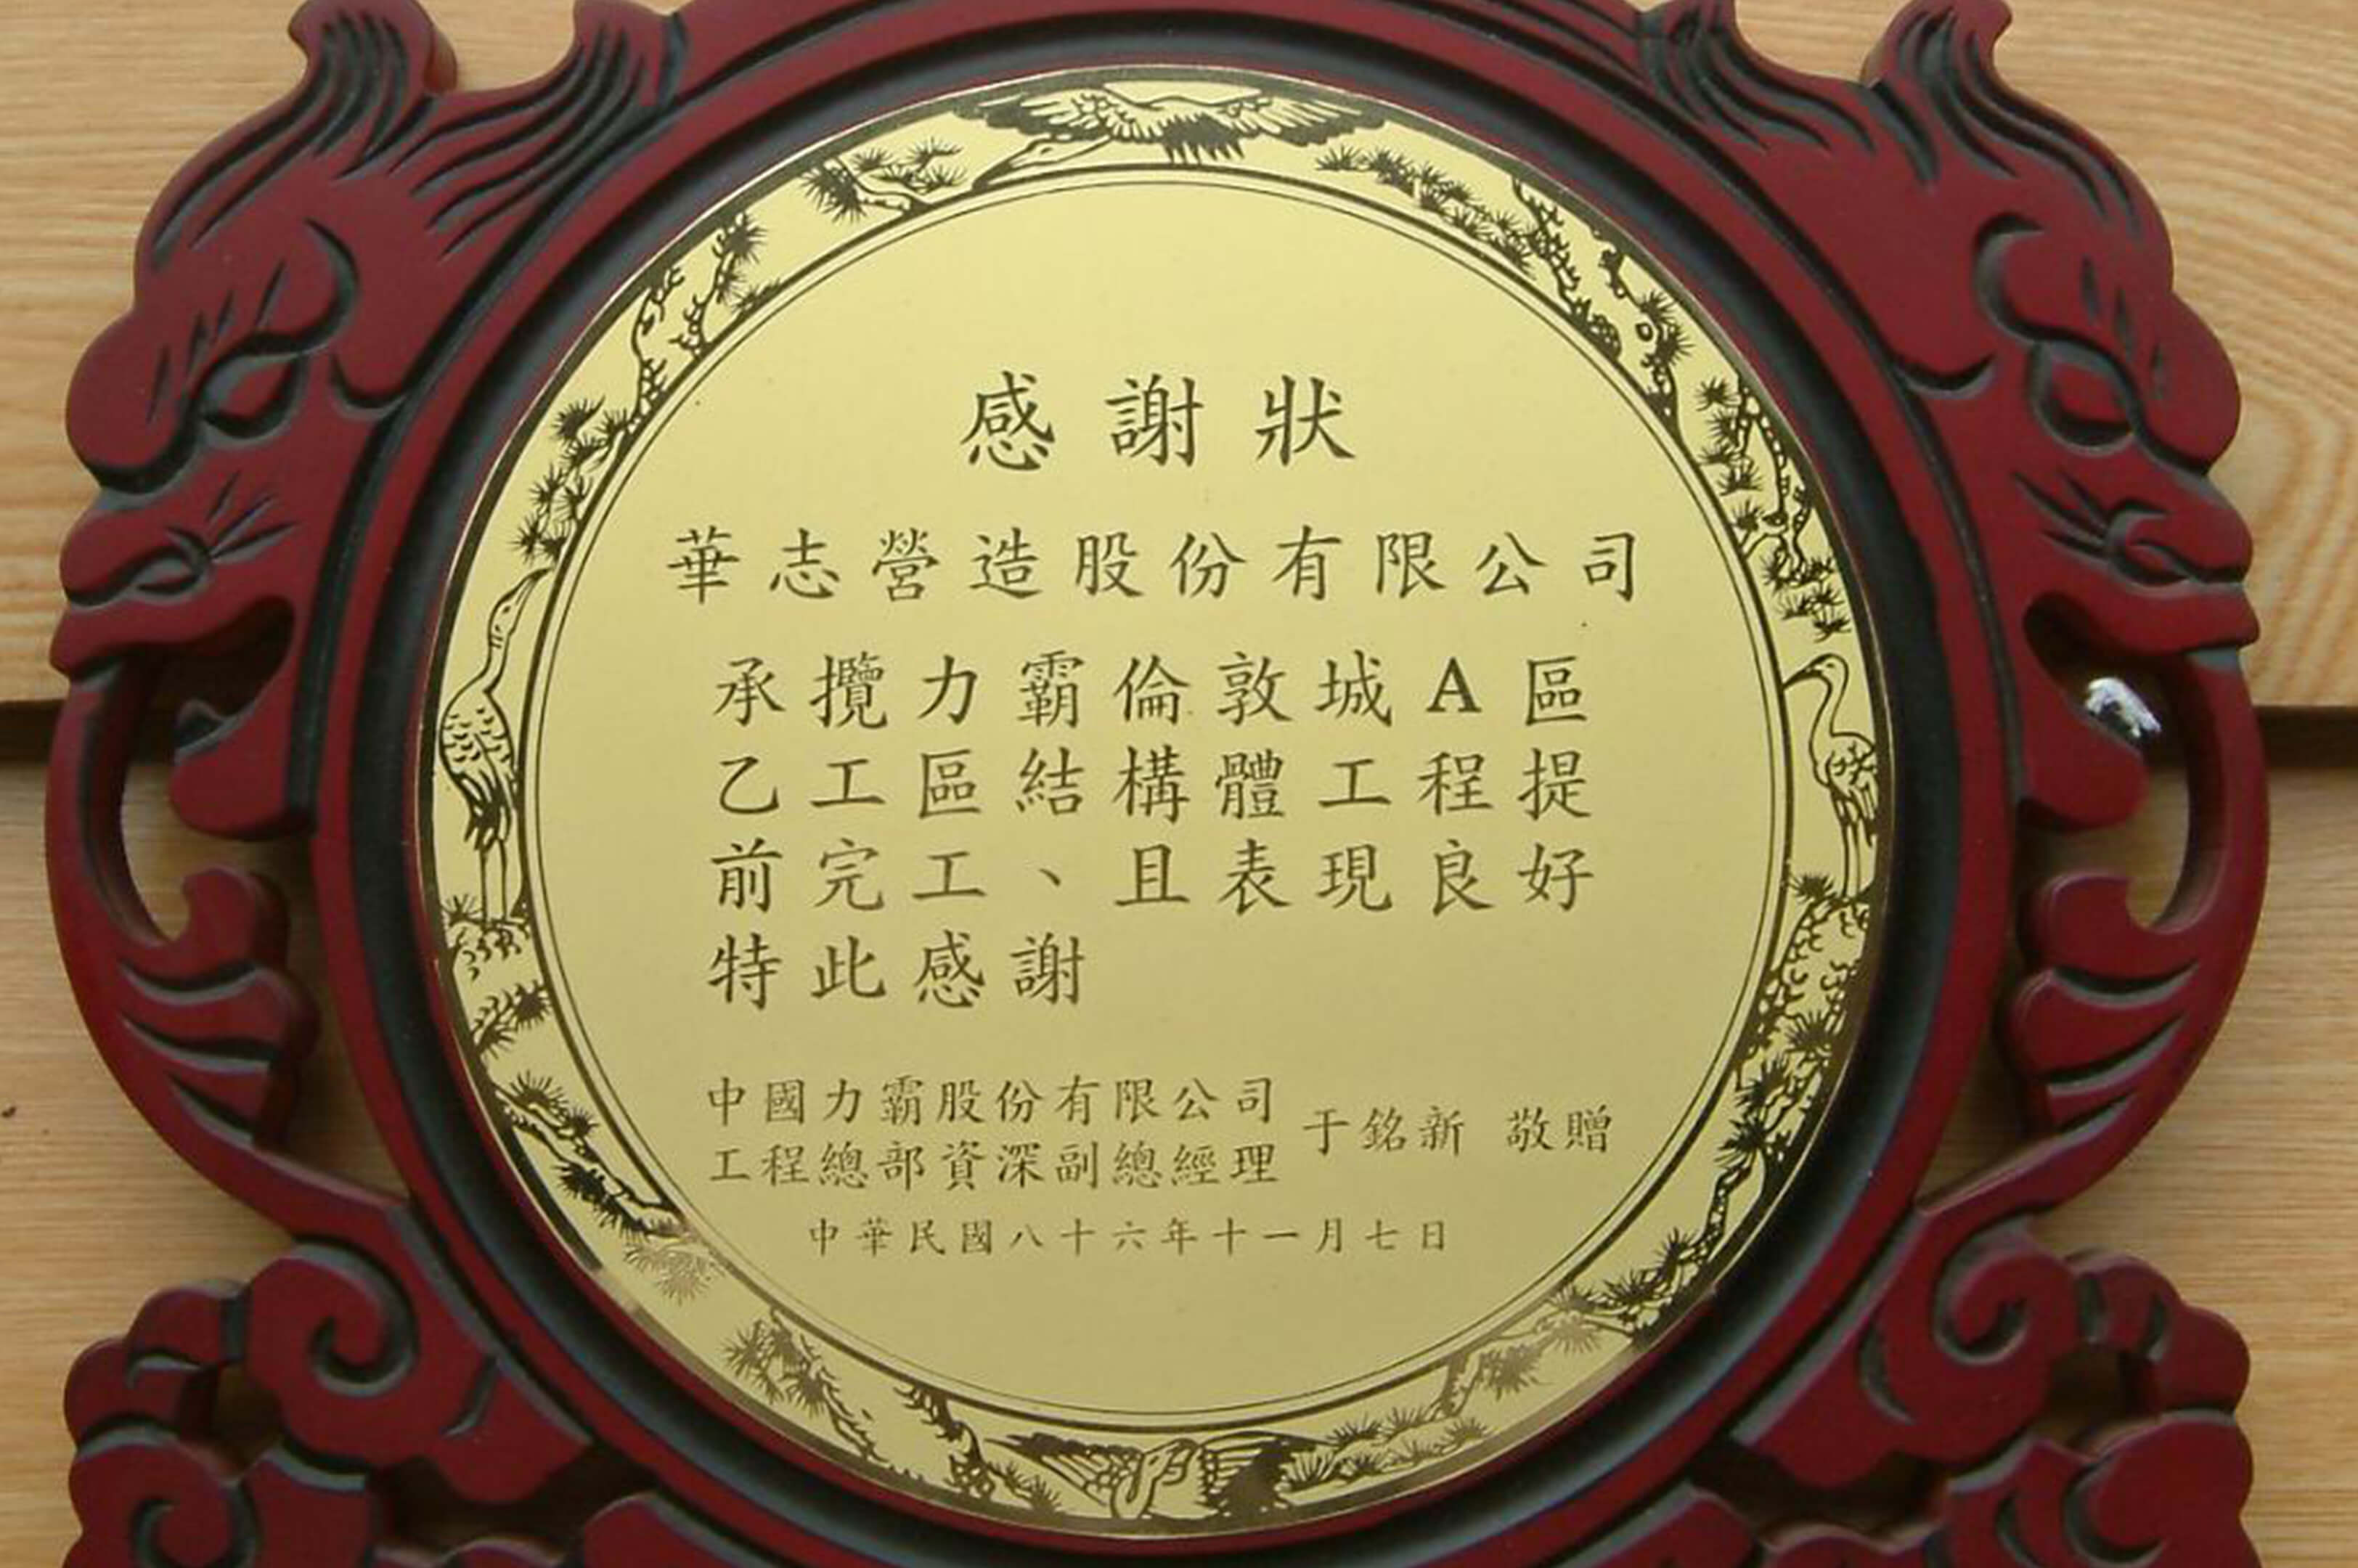 感謝狀
華志營造股份有限公司
承攬力霸倫敦城A區
乙工區結構體工程提
前完工、且表現良好
特此感謝
中國力霸股份有限公司
工程總部資深副總經理
于銘新 敬贈
中華民國八十六年十一月七日